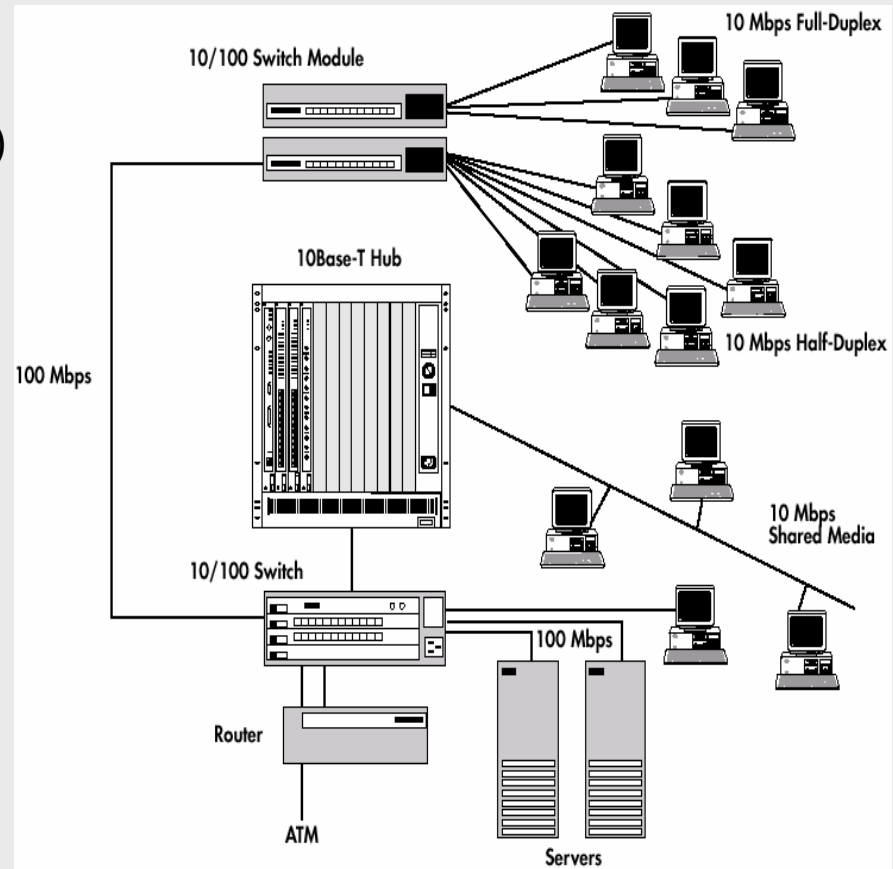 10 Mbps Full-Duplex
10/100 Switch Module
)
10Base-T Hub
10 Mbps Half-Duplex
100 Mbps
10 Mbps
Shared Media
10/100 Switch
100 Mbps
Router
ATM
Servers